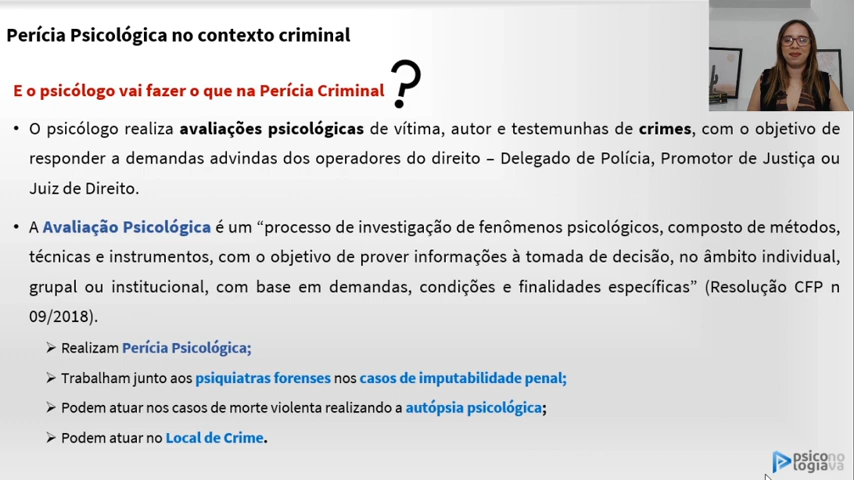 Perícia Psicológica no contexto criminal
E o psicólogo vai fazer o que na Perícia Criminal ?
• O psicólogo realiza avaliações psicológicas de vítima, autor e testemunhas de crimes, com o objetivo de
responder a demandas advindas dos operadores do direito – Delegado de Polícia, Promotor de Justiça ou
Juiz de Direito.
• A Avaliação Psicológica é um “processo de investigação de fenômenos psicológicos, composto de métodos,
técnicas e instrumentos, com o objetivo de prover informações à tomada de decisão, no âmbito individual,
grupal ou institucional, com base em demandas, condições e finalidades específicas” (Resolução CFP n
09/2018).
➢ Realizam Perícia Psicológica;
➢ Trabalham junto aos psiquiatras forenses nos casos de imputabilidade penal;
➢ Podem atuar nos casos de morte violenta realizando a autópsia psicológica;
➢ Podem atuar no Local de Crime.
psicono
logiava